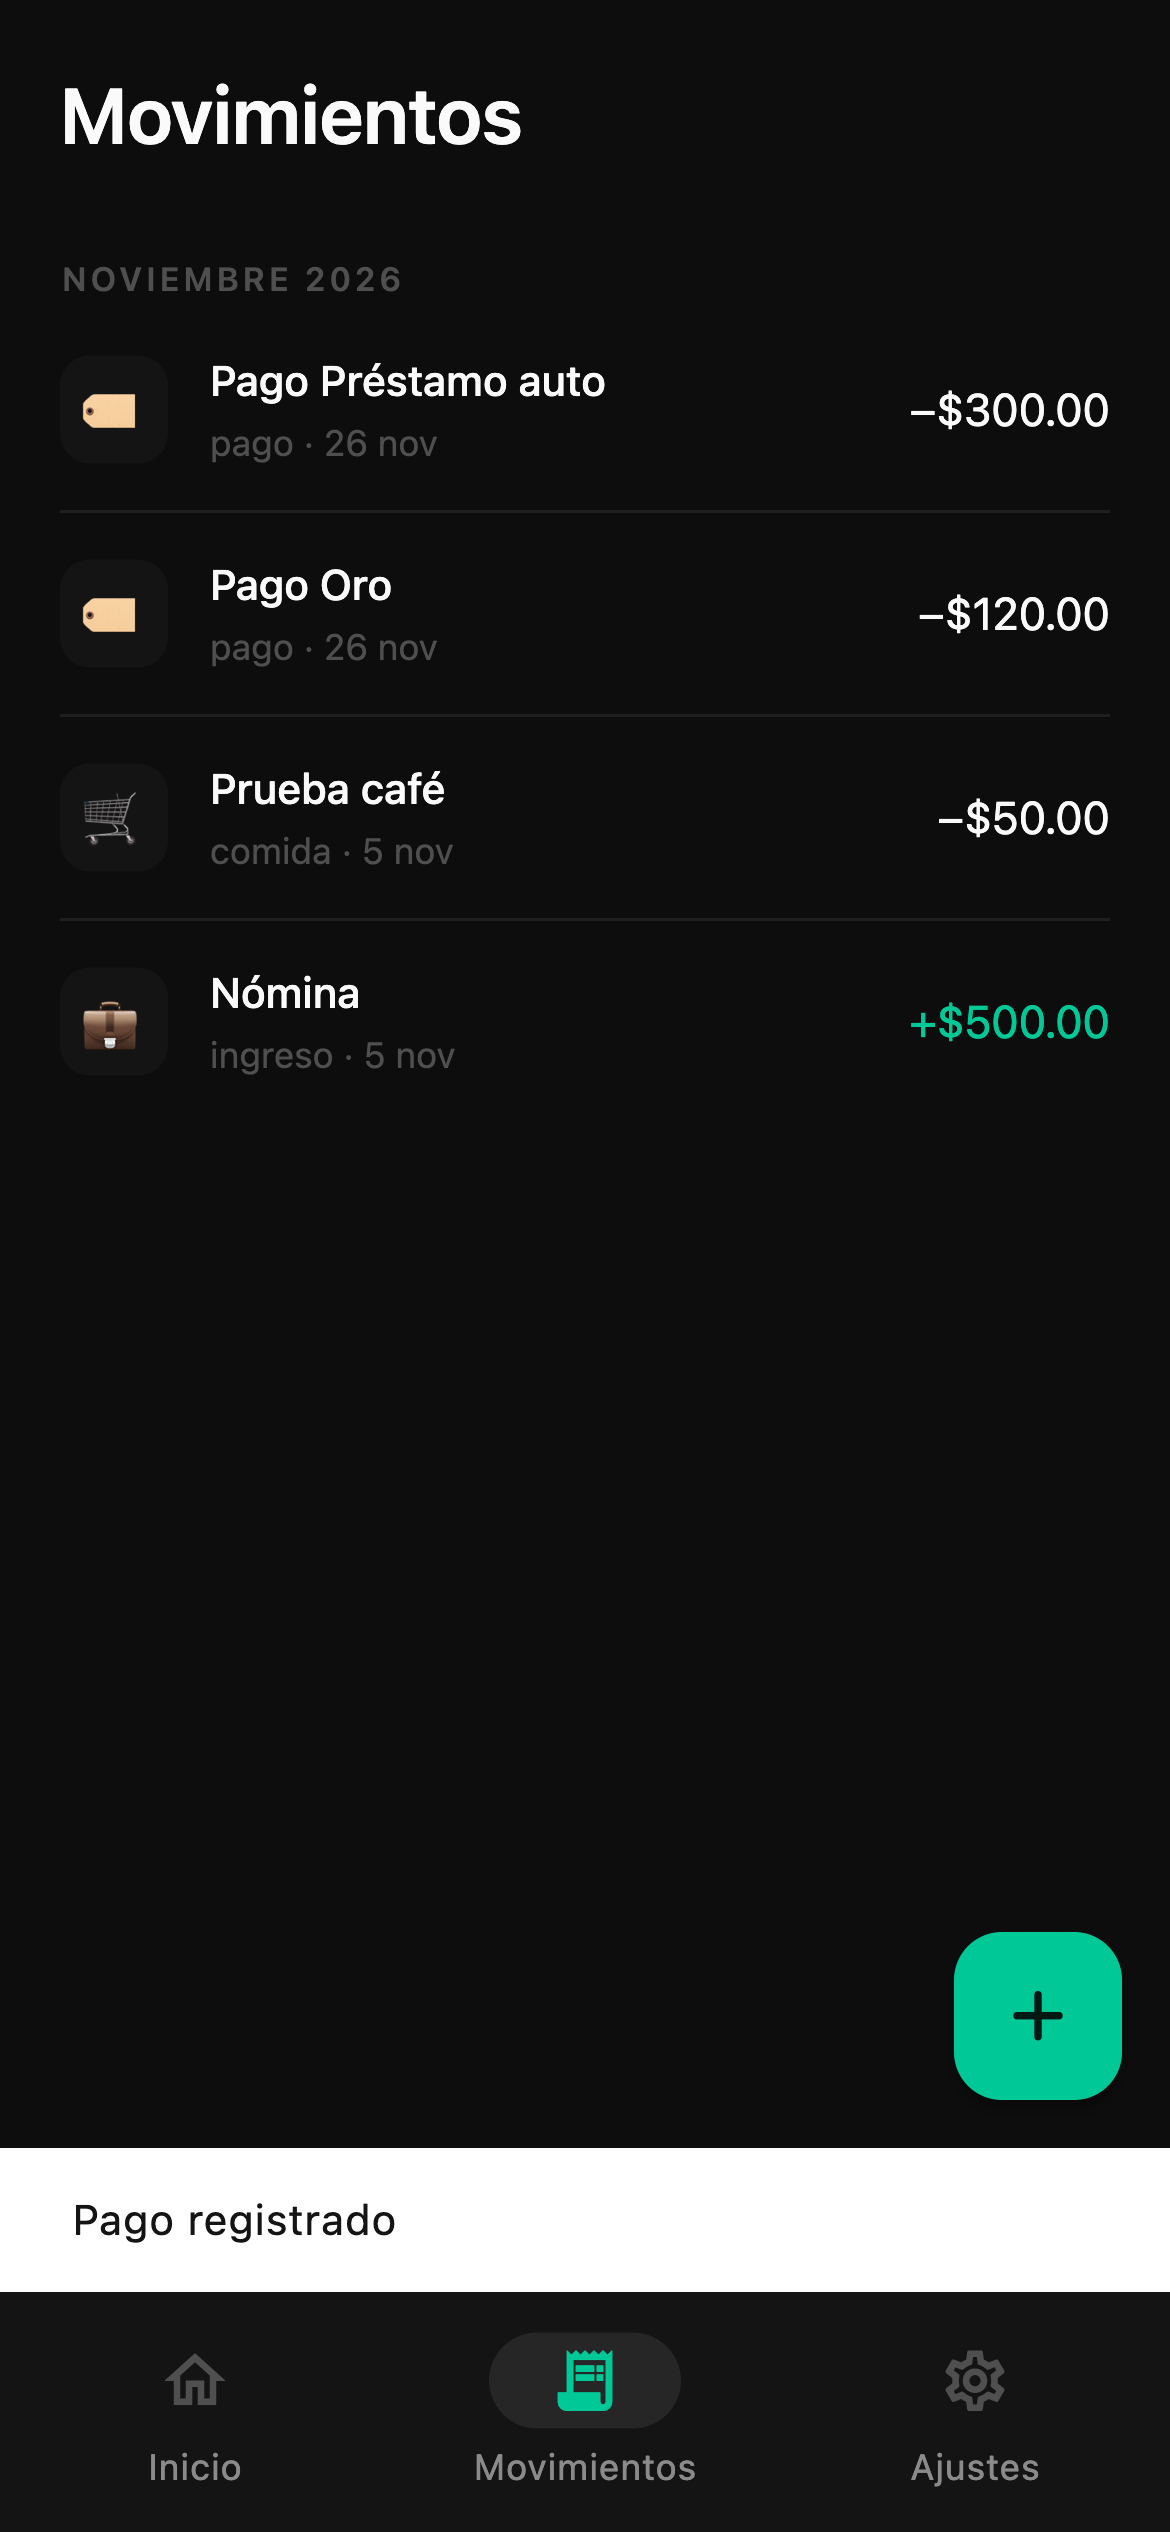 Movimientos
NOVIEMBRE 2026
Pago Préstamo auto
pago · 26 nov
–$300.00
Pago Oro
pago · 26 nov
–$120.00
Prueba café
comida · 5 nov
–$50.00
Nómina
ingreso · 5 nov
+$500.00
Pago registrado
Inicio
Movimientos
Ajustes